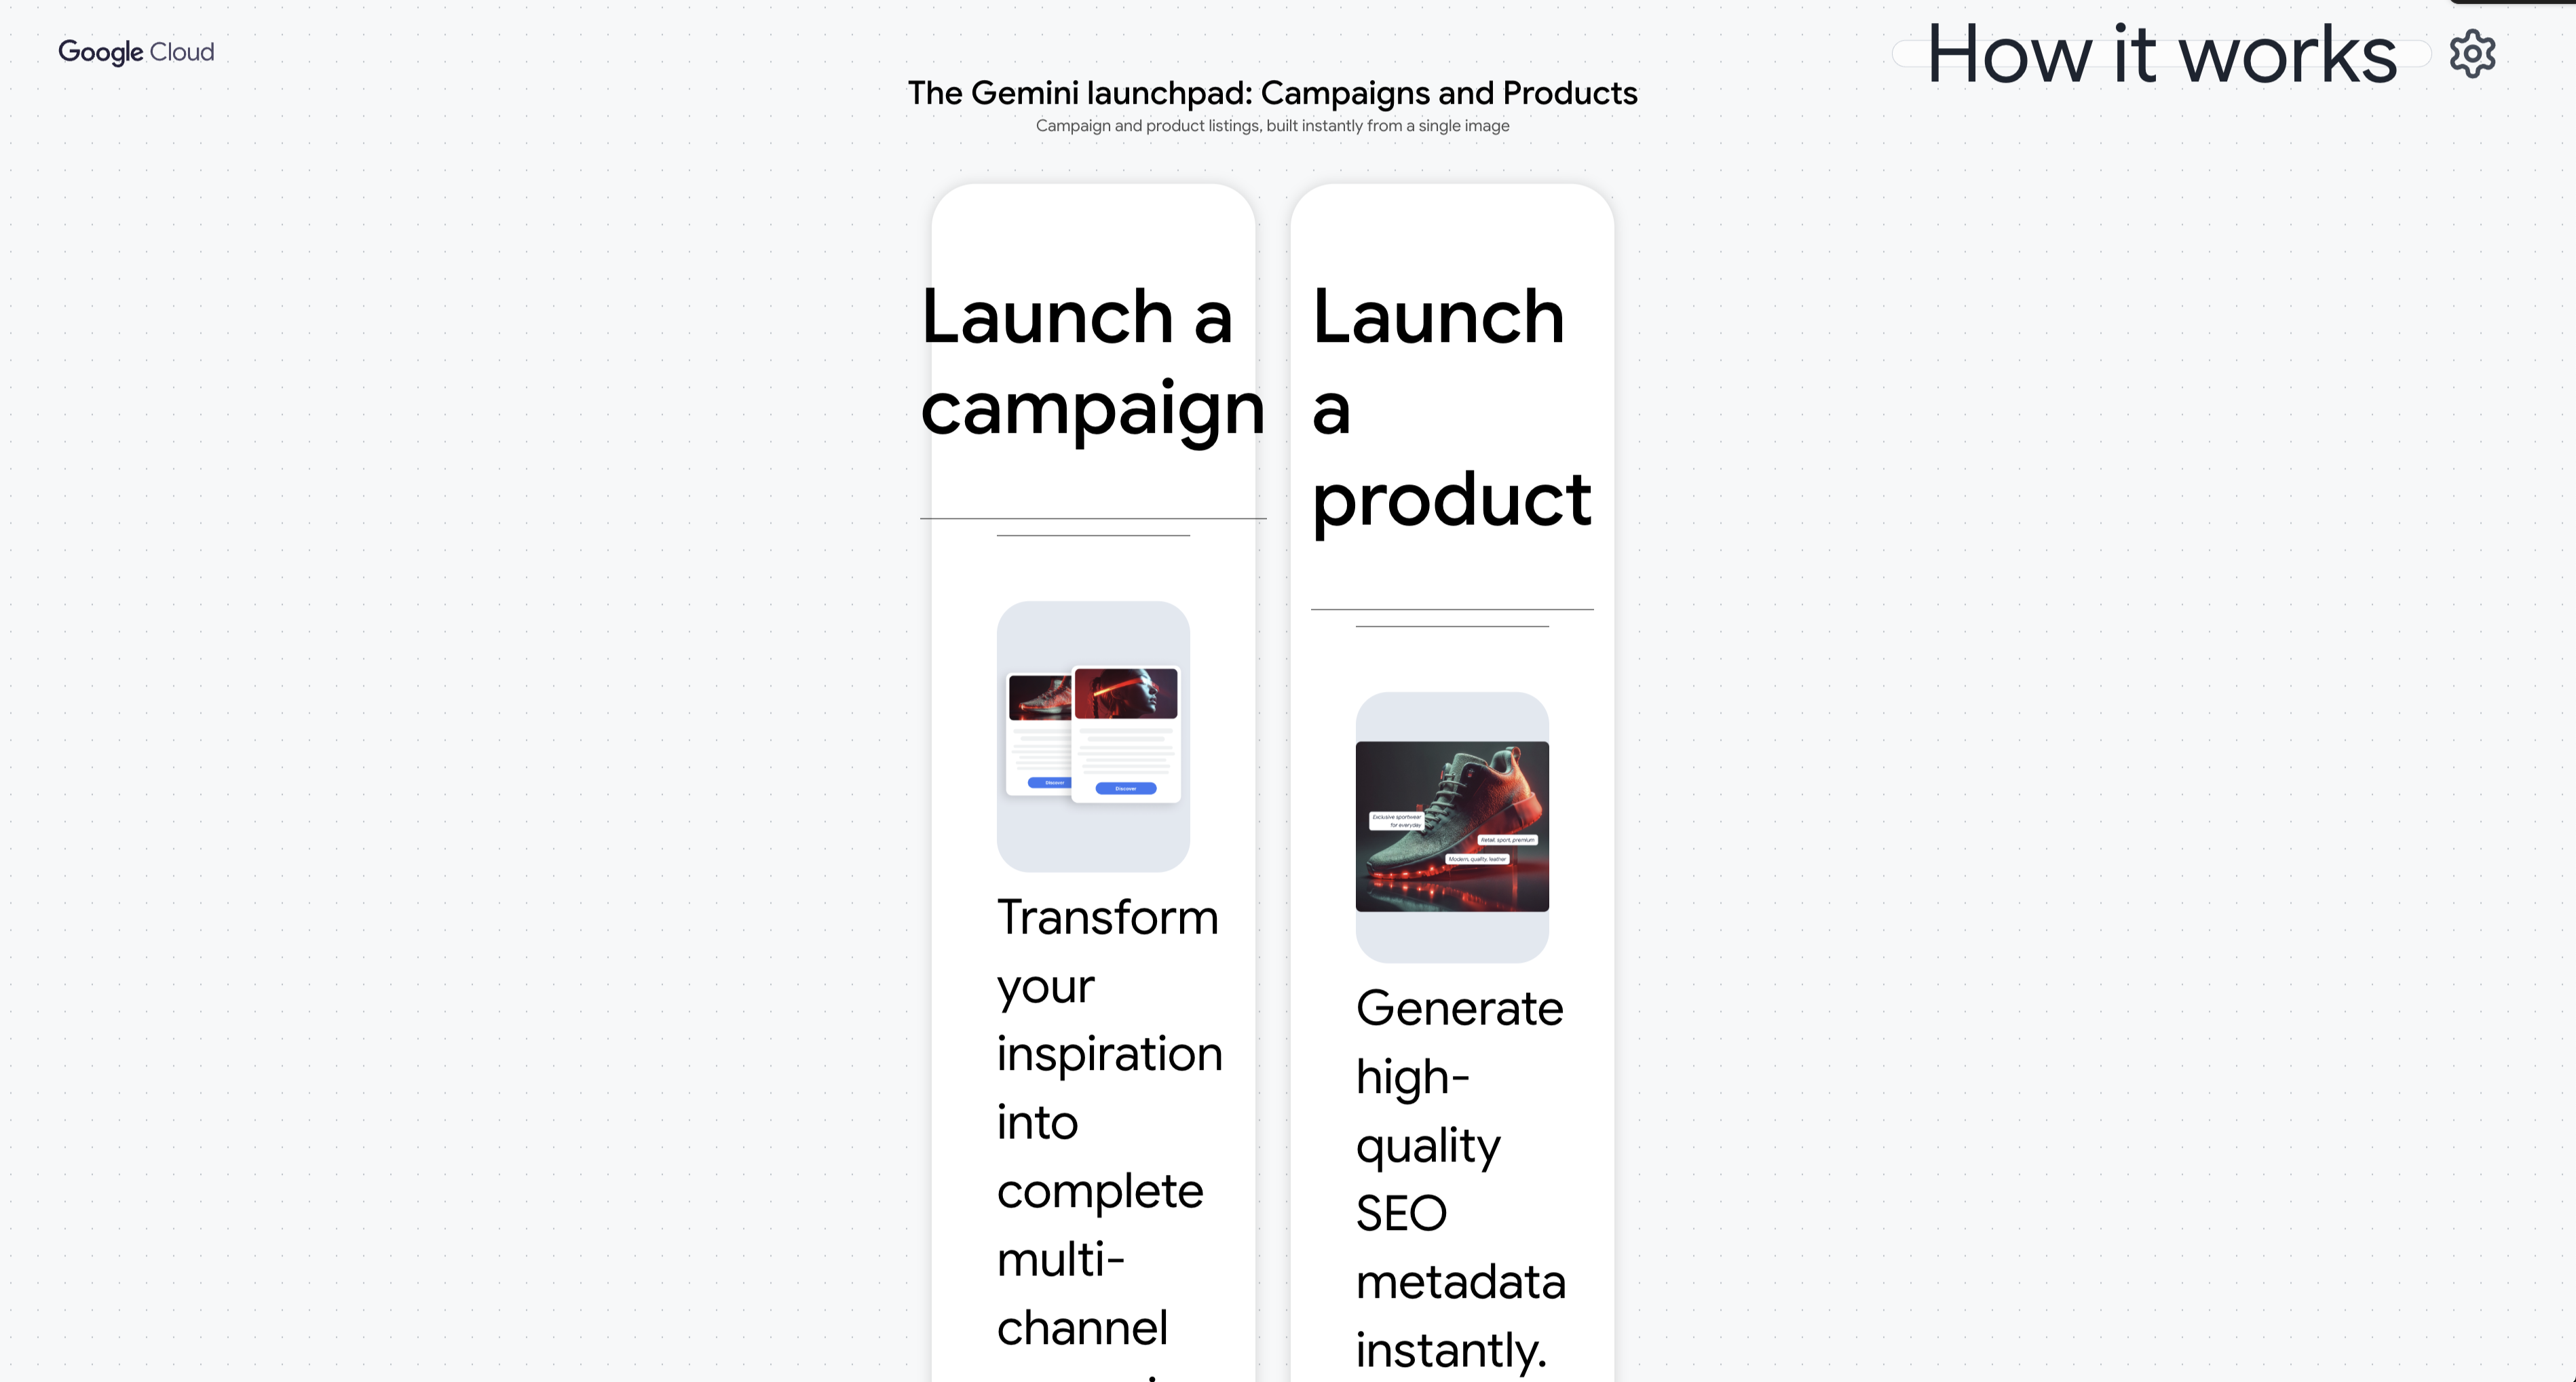 Google Cloud
How it works
The Gemini launchpad: Campaigns and Products
Campaign and product listings, built instantly from a single image
Launch a
campaign
Discover
Discover
Transform
your
inspiration
into
complete
multi-
channel
Launch
a
product
Exclusive sportwear
for everyday
Retail, sport, premium
Modern, quality, leather
Generate
high-
quality
SEO
metadata
instantly.